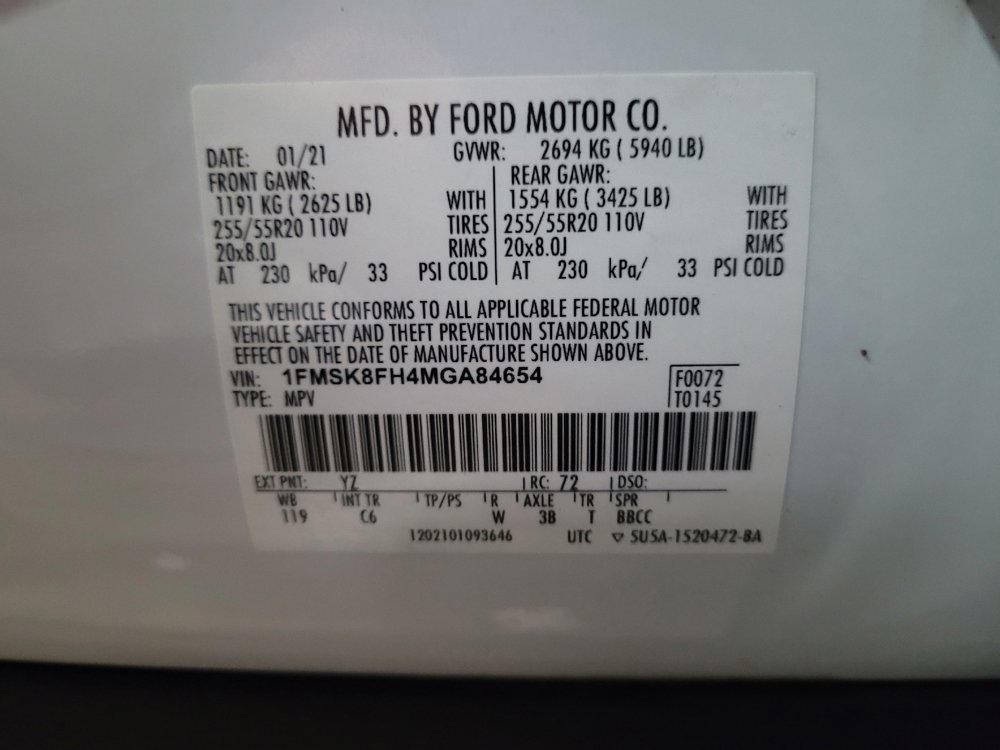 MFD. BY FORD MOTOR CO.
DATE: 01/21 GVWR: 2694 KG ( 5940 LB)
FRONT GAWR: REAR GAWR:
1191 KG ( 2625 LB) WITH 1554 KG ( 3425 LB) WITH
255/55R20 110V TIRES 255/55R20 110V TIRES
20x8.0J RIMS 20x8.0J RIMS
AT 230 kPa/ 33 PSI COLD AT 230 kPa/ 33 PSI COLD
THIS VEHICLE CONFORMS TO ALL APPLICABLE FEDERAL MOTOR
VEHICLE SAFETY AND THEFT PREVENTION STANDARDS IN
EFFECT ON THE DATE OF MANUFACTURE SHOWN ABOVE.
VIN: 1FMSK8FH4MGA84654 F0072
TYPE: MPV T0145
EXT PNT: YZ RC: 72 DSO:
WB INT TR TP/PS R AXLE TR SPR
119 C6 W 3B T BBCC
1202101093646 UTC ▽ 5U5A-1520472-BA